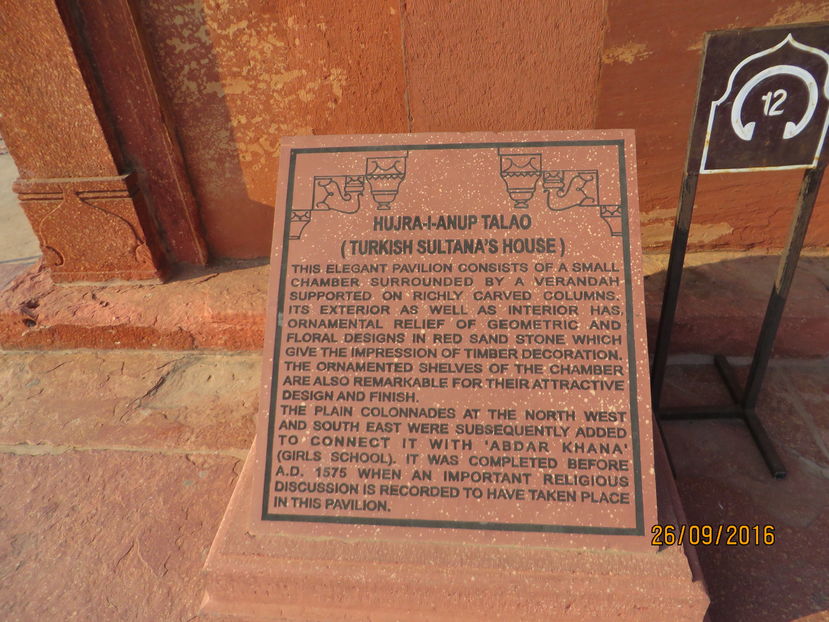 12
HUJRA-I-ANUP TALAO
( TURKISH SULTANA'S HOUSE )
THIS ELEGANT PAVILION CONSISTS OF A SMALL
CHAMBER SURROUNDED BY A VERANDAH
SUPPORTED ON RICHLY CARVED COLUMNS.
ITS EXTERIOR AS WELL AS INTERIOR HAS
ORNAMENTAL RELIEF OF GEOMETRIC AND
FLORAL DESIGNS IN RED SAND STONE WHICH
GIVE THE IMPRESSION OF TIMBER DECORATION.
THE ORNAMENTED SHELVES OF THE CHAMBER
ARE ALSO REMARKABLE FOR THEIR ATTRACTIVE
DESIGN AND FINISH.
THE PLAIN COLONNADES AT THE NORTH WEST
AND SOUTH EAST WERE SUBSEQUENTLY ADDED
TO CONNECT IT WITH 'ABDAR KHANA'
(GIRLS SCHOOL). IT WAS COMPLETED BEFORE
A.D. 1575 WHEN AN IMPORTANT RELIGIOUS
DISCUSSION IS RECORDED TO HAVE TAKEN PLACE
IN THIS PAVILION.
26/09/2016